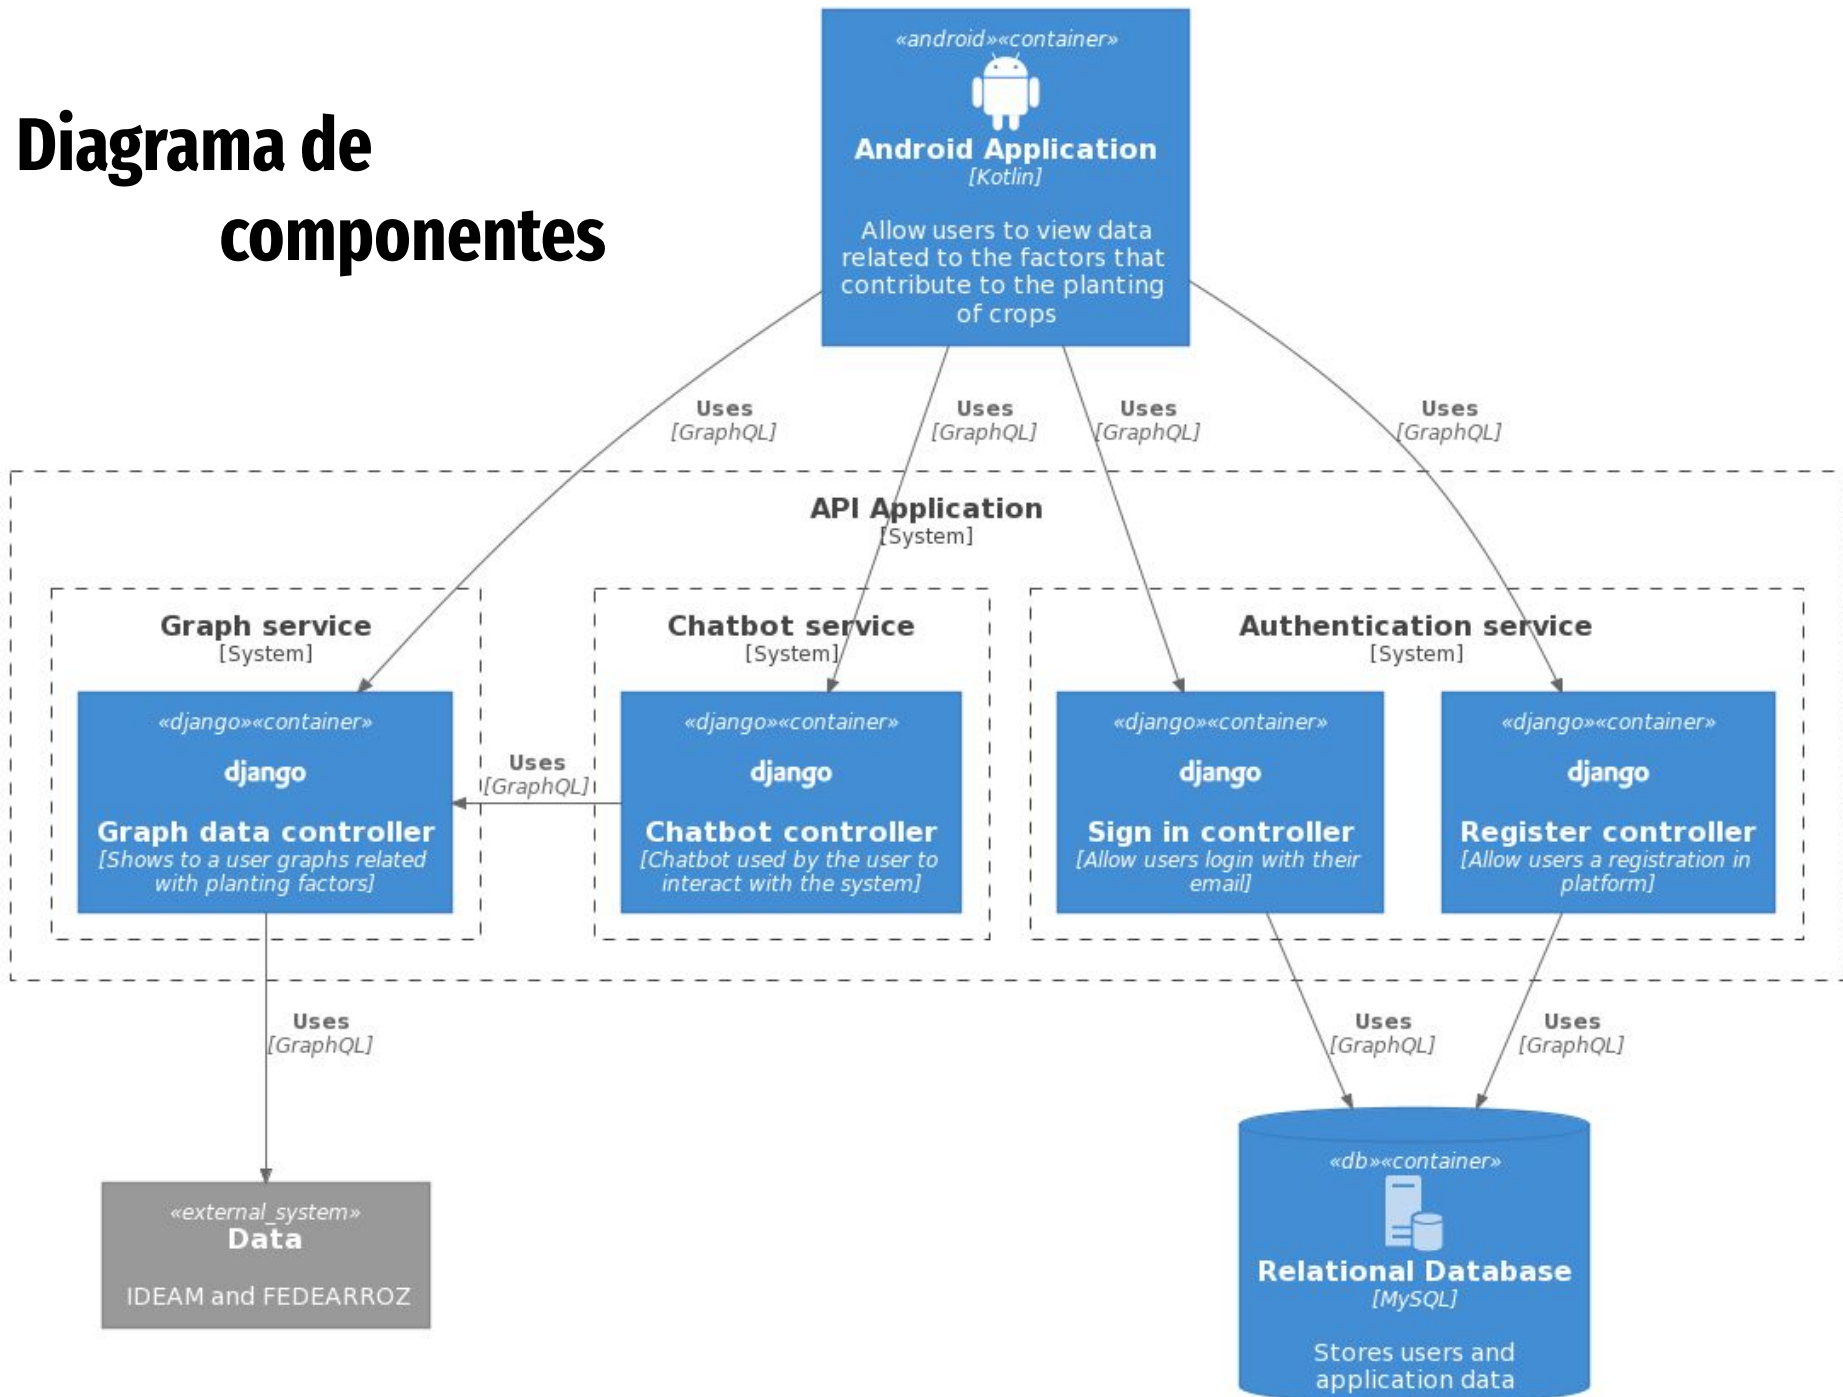 Diagrama de
componentes
«android»«container»
Android Application
[Kotlin]
Allow users to view data
related to the factors that
contribute to the planting
of crops
Uses
[GraphQL]
Uses
[GraphQL]
Uses
[GraphQL]
Uses
[GraphQL]
API Application
[System]
Graph service
[System]
«django»«container»
django
Graph data controller
[Shows to a user graphs related
with planting factors]
Uses
[GraphQL]
Chatbot service
[System]
«django»«container»
django
Chatbot controller
[Chatbot used by the user to
interact with the system]
Authentication service
[System]
«django»«container»
django
Sign in controller
[Allow users login with their
email]
«django»«container»
django
Register controller
[Allow users a registration in
platform]
Uses
[GraphQL]
Uses
[GraphQL]
Uses
[GraphQL]
«external_system»
Data
IDEAM and FEDEARROZ
«db»«container»
Relational Database
[MySQL]
Stores users and
application data